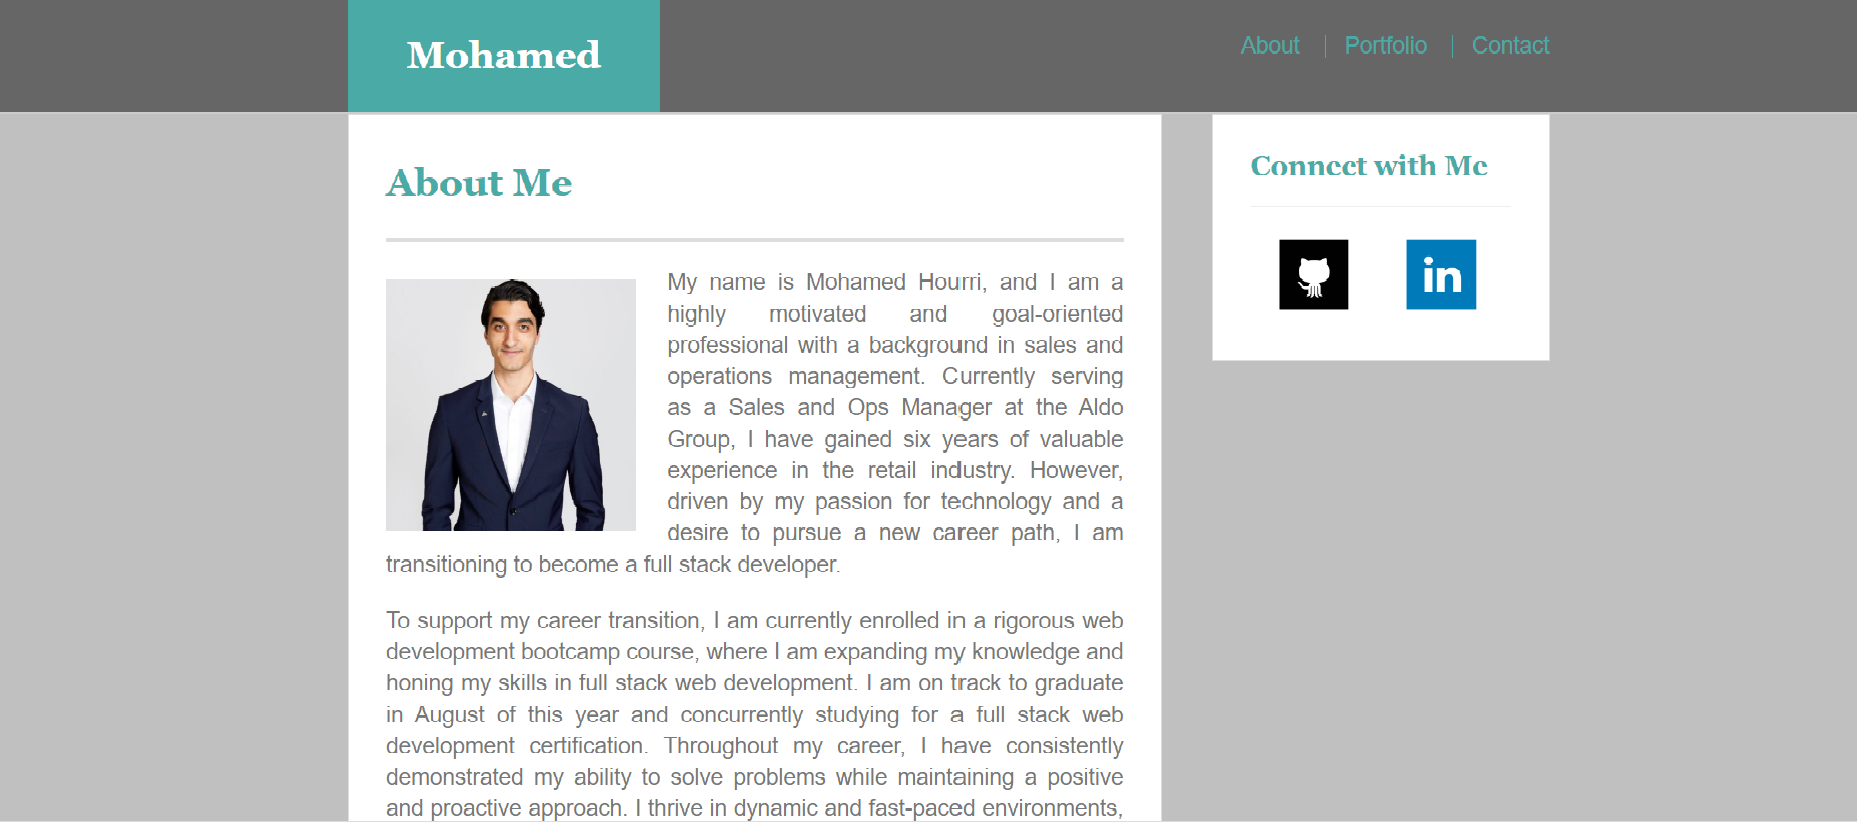 Mohamed
About
Portfolio
Contact
About Me
My name is Mohamed Hourri, and I am a
highly motivated and goal-oriented
professional with a background in sales and
operations management. Currently serving
as a Sales and Ops Manager at the Aldo
Group, I have gained six years of valuable
experience in the retail industry. However,
driven by my passion for technology and a
desire to pursue a new career path, I am
transitioning to become a full stack developer.
To support my career transition, I am currently enrolled in a rigorous web
development bootcamp course, where I am expanding my knowledge and
honing my skills in full stack web development. I am on track to graduate
in August of this year and concurrently studying for a full stack web
development certification. Throughout my career, I have consistently
demonstrated my ability to solve problems while maintaining a positive
and proactive approach. I thrive in dynamic and fast-paced environments,
Connect with Me
in